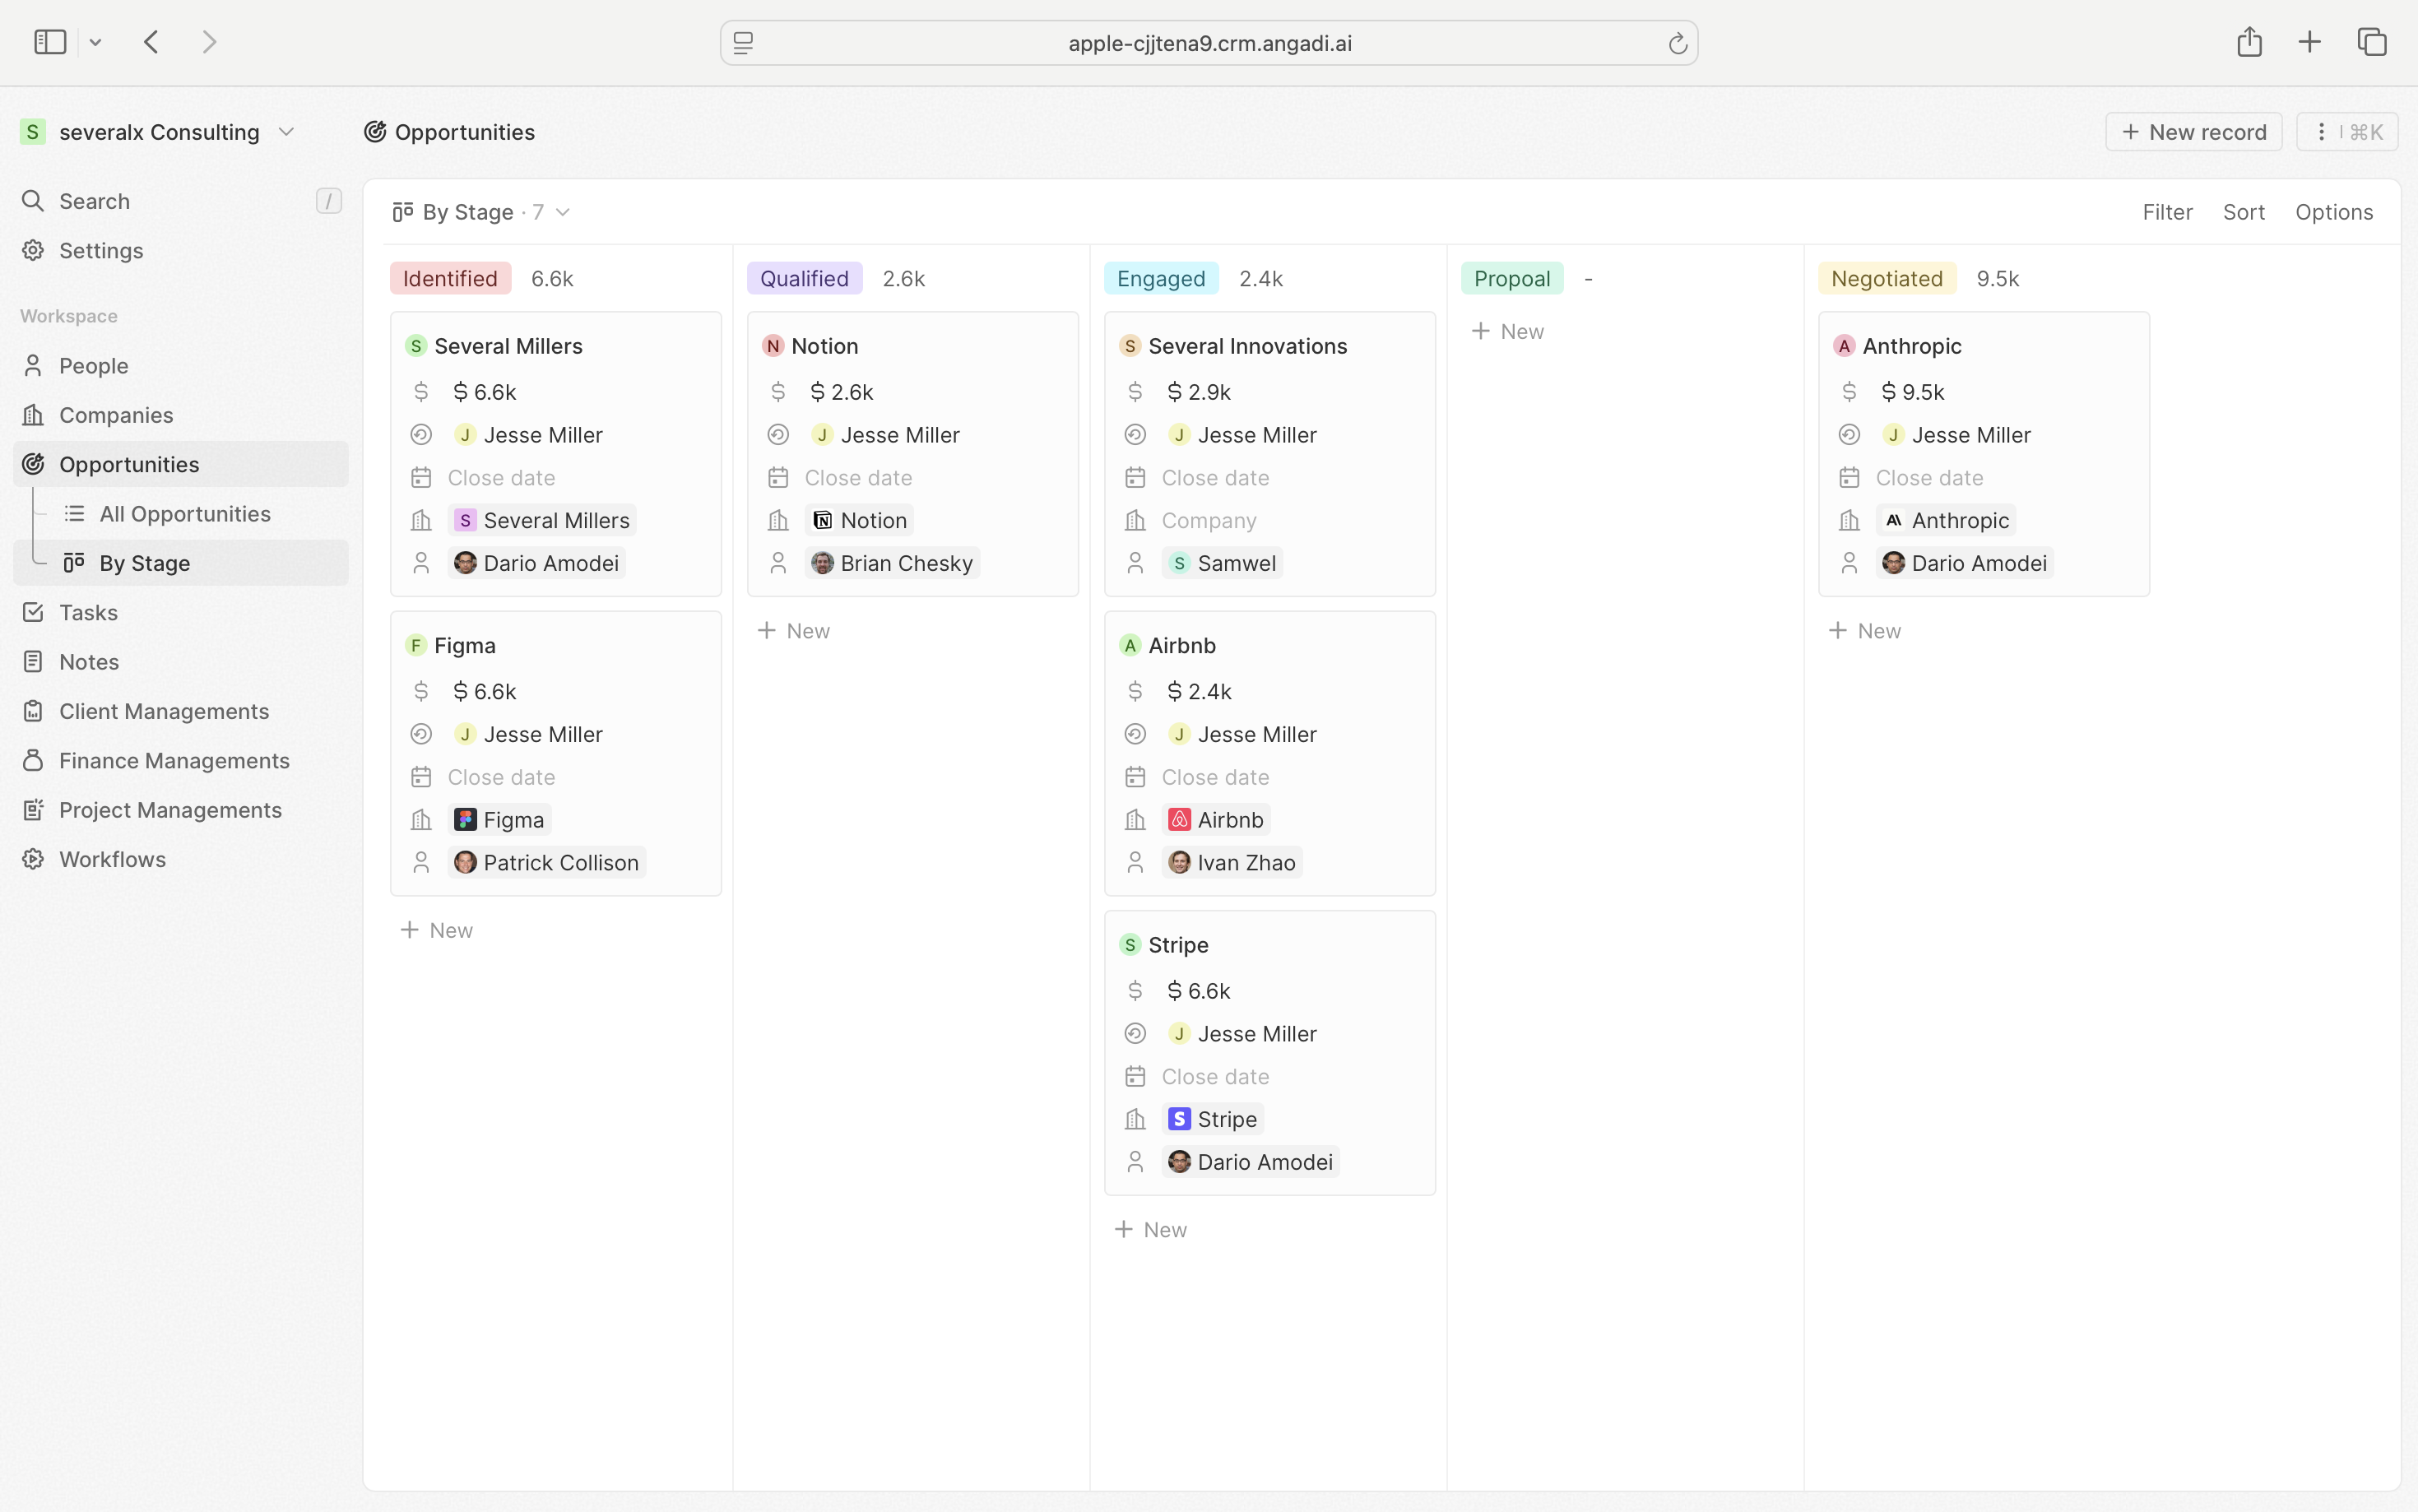 apple-cjjtena9.crm.angadi.ai
S severalx Consulting
Opportunities
+ New record
⌘K
Search /
Settings
Workspace
People
Companies
Opportunities
All Opportunities
By Stage
Tasks
Notes
Client Managements
Finance Managements
Project Managements
Workflows
By Stage · 7
Filter Sort Options
Identified 6.6k
S Several Millers
$ $ 6.6k
J Jesse Miller
Close date
S Several Millers
Dario Amodei
F Figma
$ $ 6.6k
J Jesse Miller
Close date
Figma
Patrick Collison
+ New
Qualified 2.6k
N Notion
$ $ 2.6k
J Jesse Miller
Close date
N Notion
Brian Chesky
+ New
Engaged 2.4k
S Several Innovations
$ $ 2.9k
J Jesse Miller
Close date
Company
S Samwel
A Airbnb
$ $ 2.4k
J Jesse Miller
Close date
Airbnb
Ivan Zhao
S Stripe
$ $ 6.6k
J Jesse Miller
Close date
S Stripe
Dario Amodei
+ New
Propoal -
+ New
Negotiated 9.5k
A Anthropic
$ $ 9.5k
J Jesse Miller
Close date
A\ Anthropic
Dario Amodei
+ New